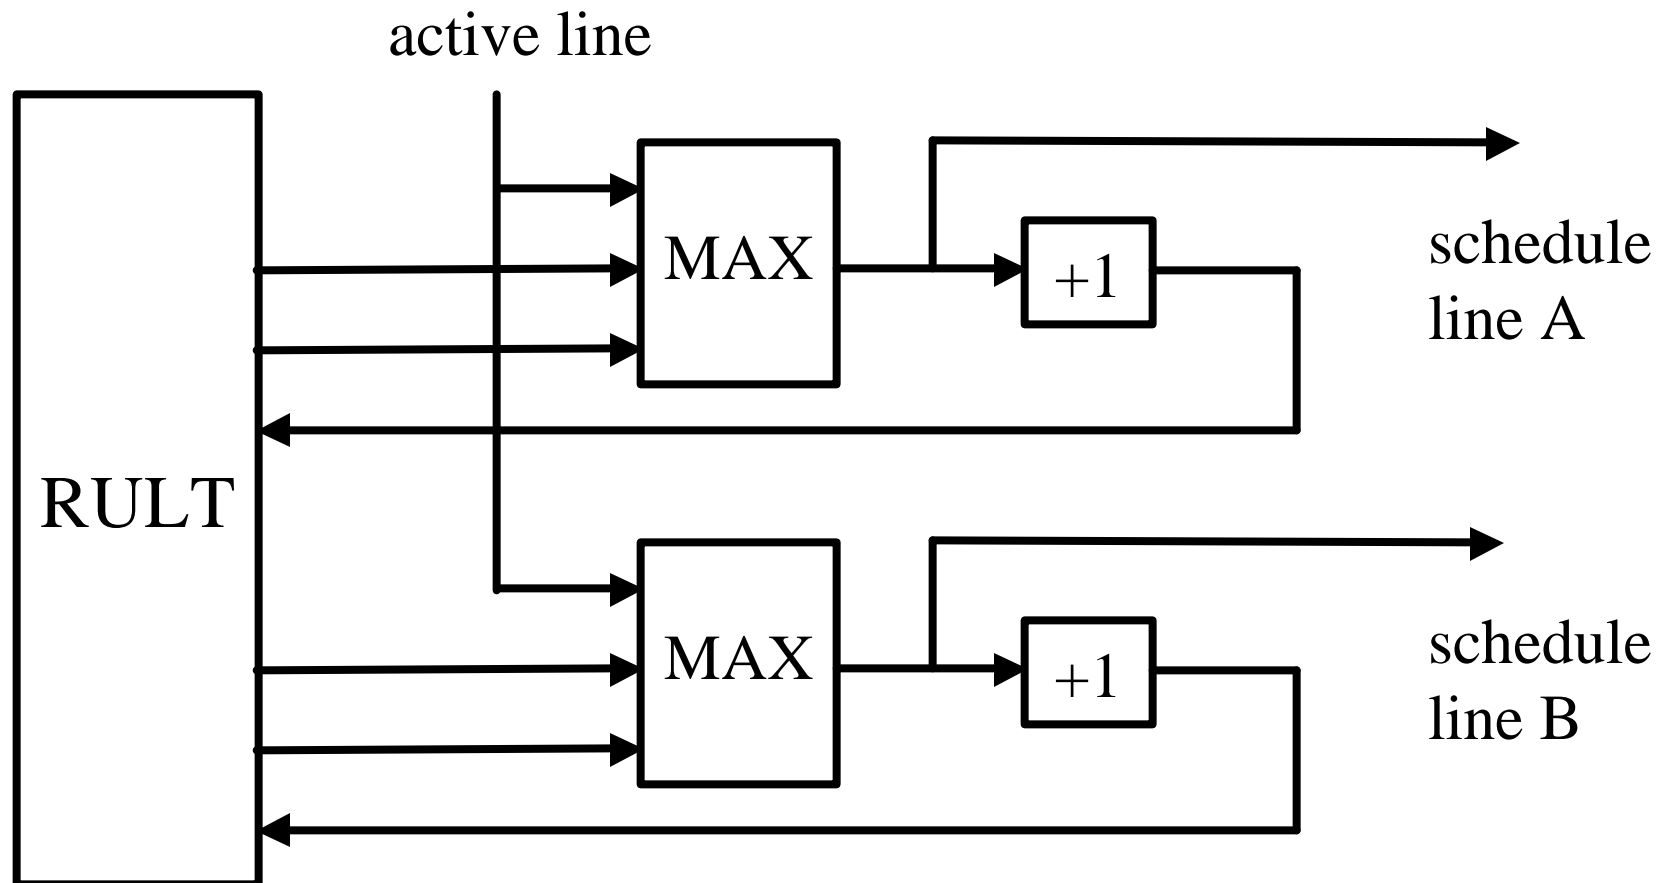 active line
MAX
+1
schedule
line A
RULT
MAX
+1
schedule
line B